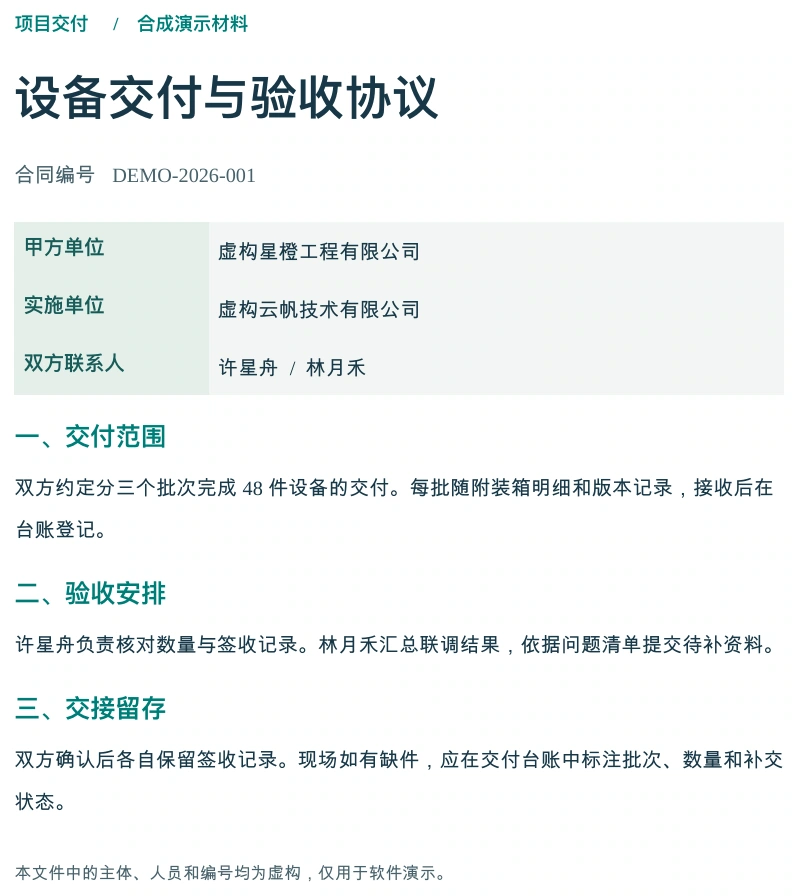 项目交付 / 合成演示材料
设备交付与验收协议
合同编号 DEMO-2026-001
甲方单位 虚构星橙工程有限公司
实施单位 虚构云帆技术有限公司
双方联系人 许星舟 / 林月禾
一、交付范围
双方约定分三个批次完成 48 件设备的交付。每批随附装箱明细和版本记录，接收后在
台账登记。
二、验收安排
许星舟负责核对数量与签收记录。林月禾汇总联调结果，依据问题清单提交待补资料。
三、交接留存
双方确认后各自保留签收记录。现场如有缺件，应在交付台账中标注批次、数量和补交
状态。
本文件中的主体、人员和编号均为虚构，仅用于软件演示。